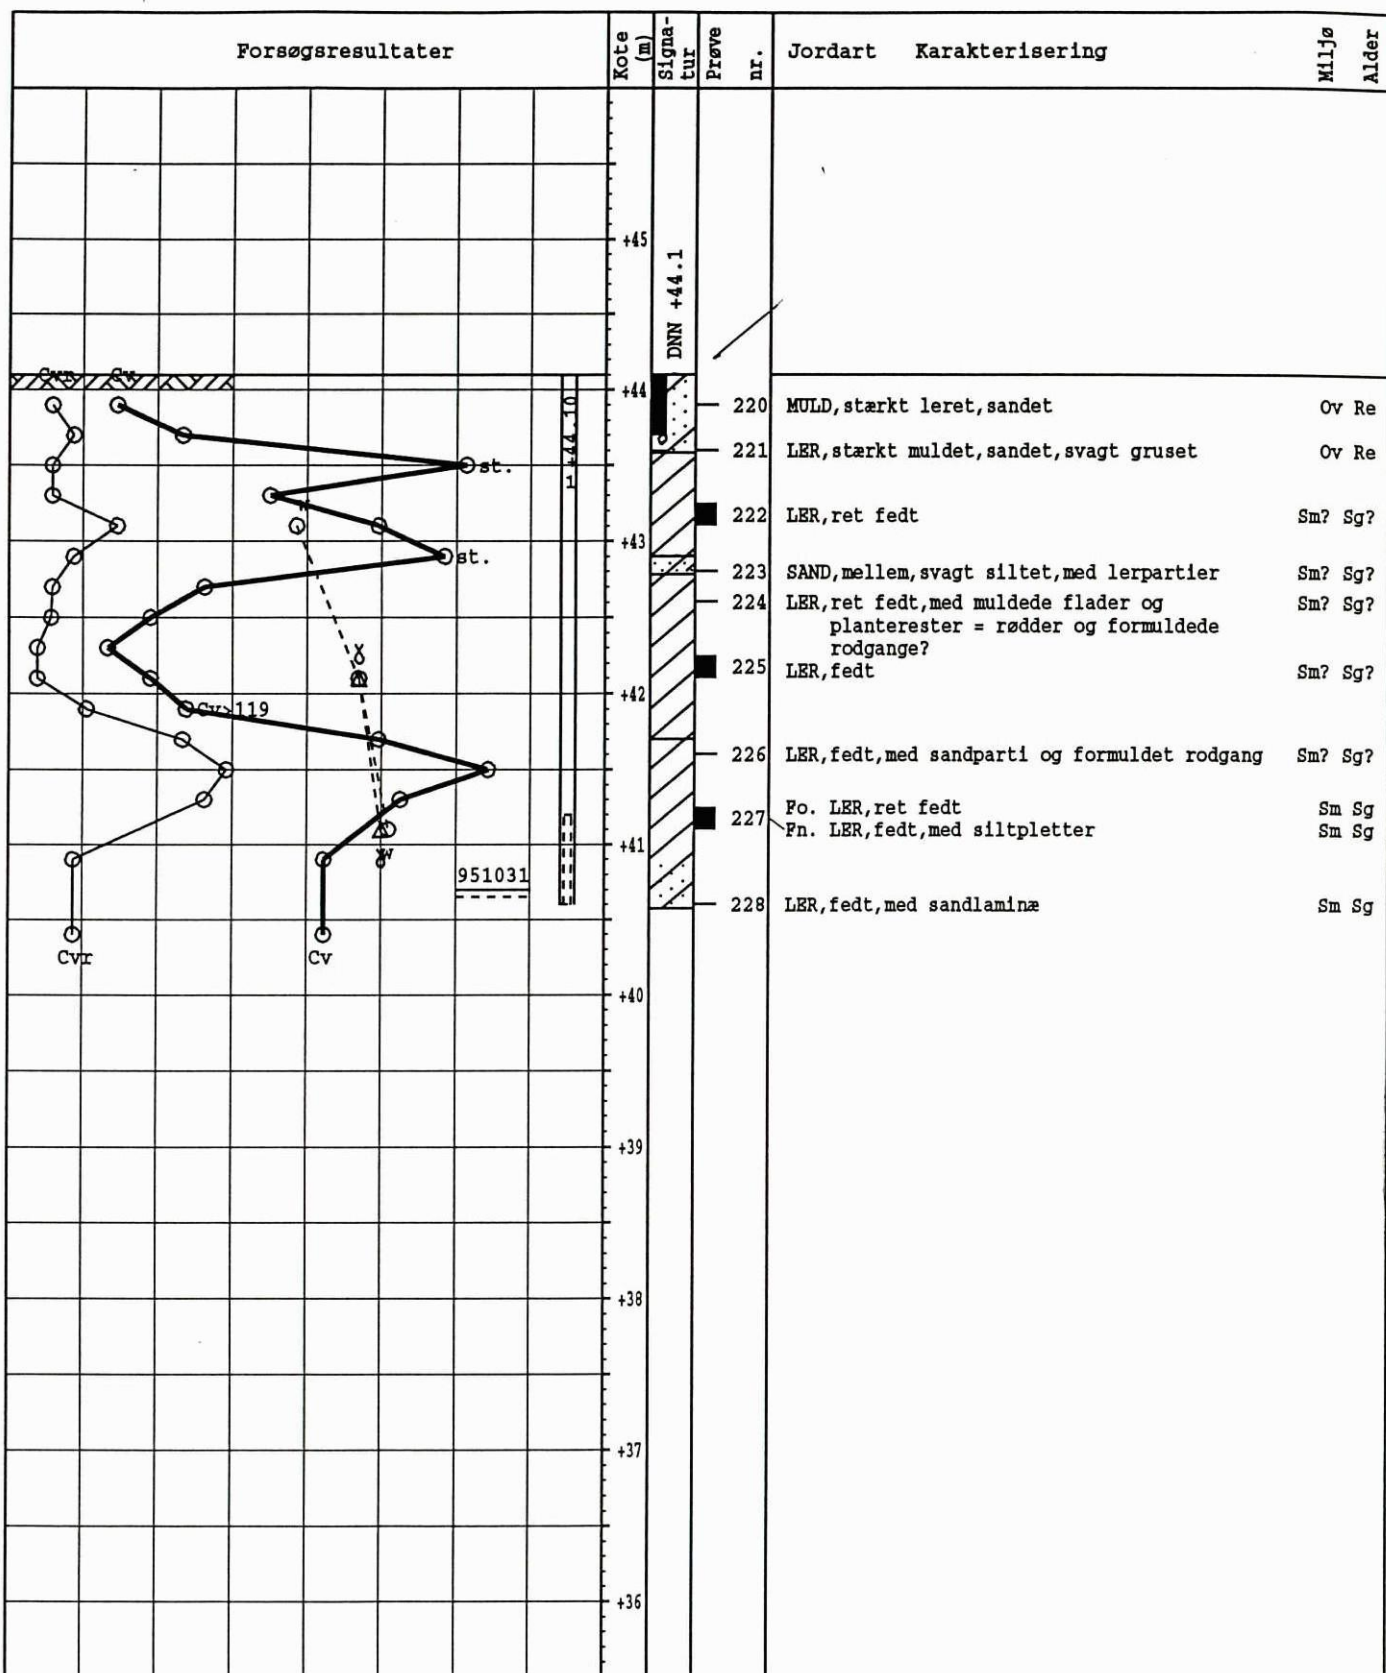 Forsøgsresultater
Kote (m)
Signa-
tur
Prøve nr.
Jordart Karakterisering
Miljø
Alder
+45
DNN +44.1
Cvr Cv
+44
1 +44.10
220 MULD,stærkt leret,sandet Ov Re
221 LER,stærkt muldet,sandet,svagt gruset Ov Re
st.
222 LER,ret fedt Sm? Sg?
+43
st.
223 SAND,mellem,svagt siltet,med lerpartier Sm? Sg?
224 LER,ret fedt,med muldede flader og Sm? Sg?
planterester = rødder og formuldede
rodgange?
225 LER,fedt Sm? Sg?
γ
+42
Cv>119
226 LER,fedt,med sandparti og formuldet rodgang Sm? Sg?
227 Fo. LER,ret fedt Sm Sg
Fn. LER,fedt,med siltpletter Sm Sg
+41
w
951031
228 LER,fedt,med sandlaminæ Sm Sg
Cvr Cv
+40
+39
+38
+37
+36